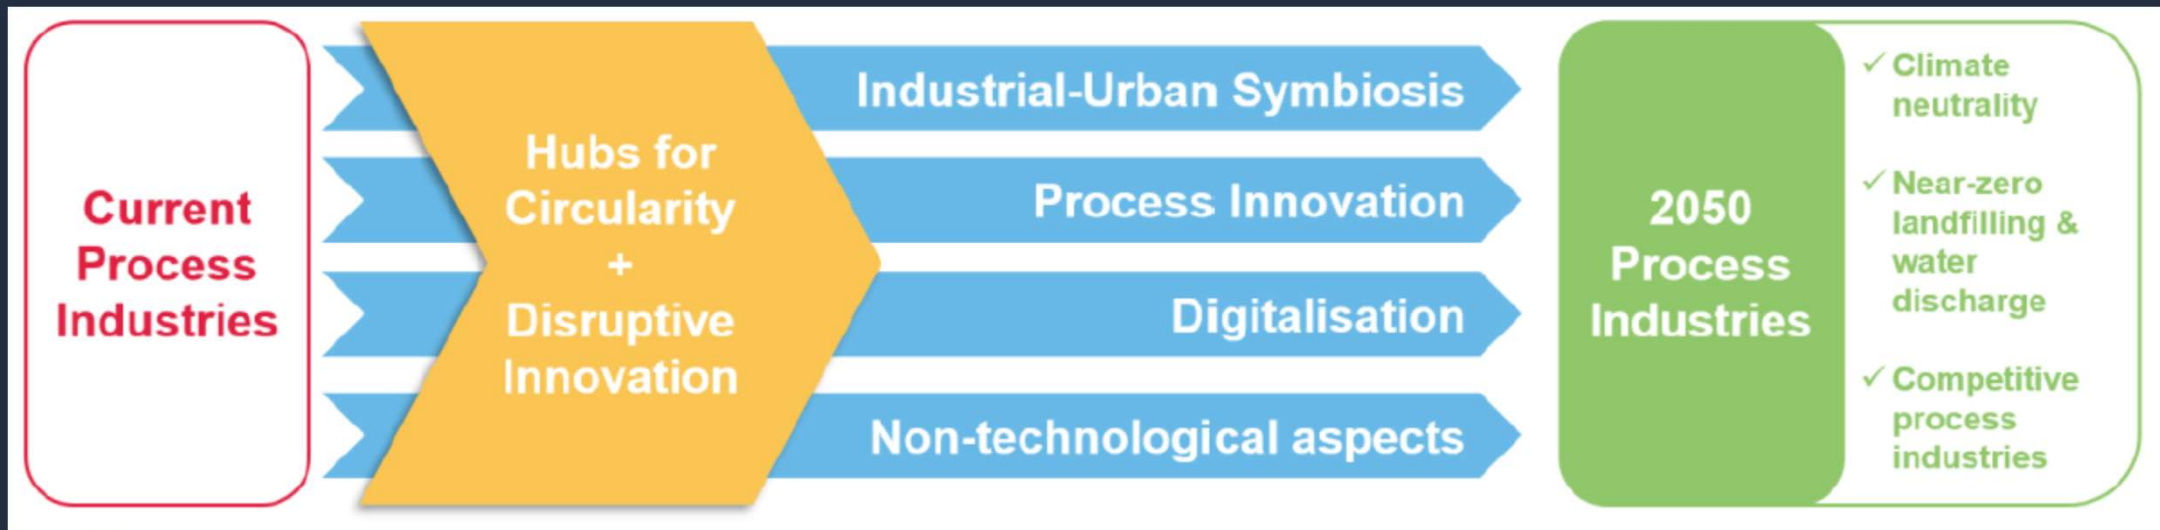 Current
Process
Industries
Hubs for
Circularity
+
Disruptive
Innovation
Industrial-Urban Symbiosis
Process Innovation
Digitalisation
Non-technological aspects
2050
Process
Industries
✓ Climate
neutrality
✓ Near-zero
landfilling &
water
discharge
✓ Competitive
process
industries